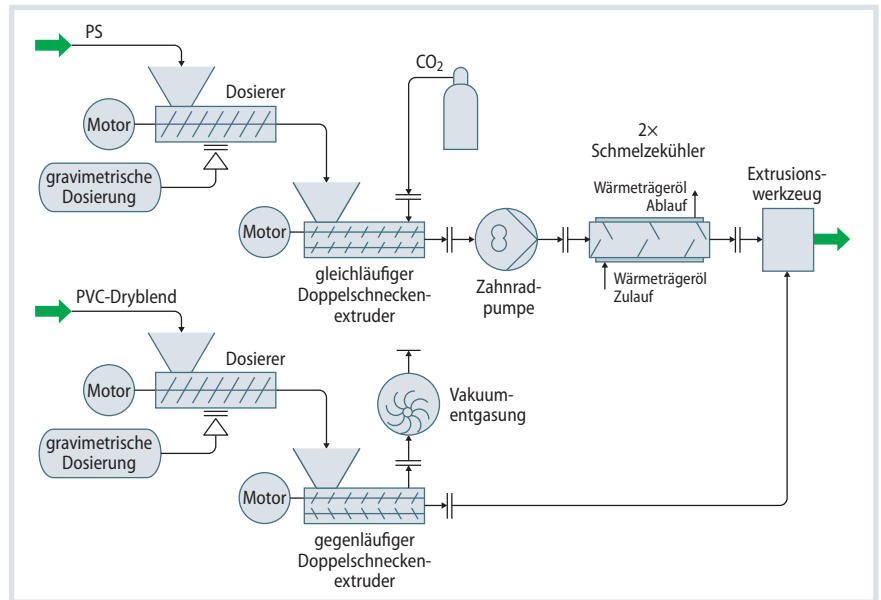 PS
Dosierer
Motor
gravimetrische
Dosierung
CO₂
Motor
gleichläufiger
Doppelschnecken-
extruder
Zahnrad-
pumpe
2×
Schmelzekühler
Wärmeträgeröl
Ablauf
Wärmeträgeröl
Zulauf
Extrusions-
werkzeug
PVC-Dryblend
Dosierer
Motor
gravimetrische
Dosierung
Vakuum-
entgasung
Motor
gegenläufiger
Doppelschnecken-
extruder